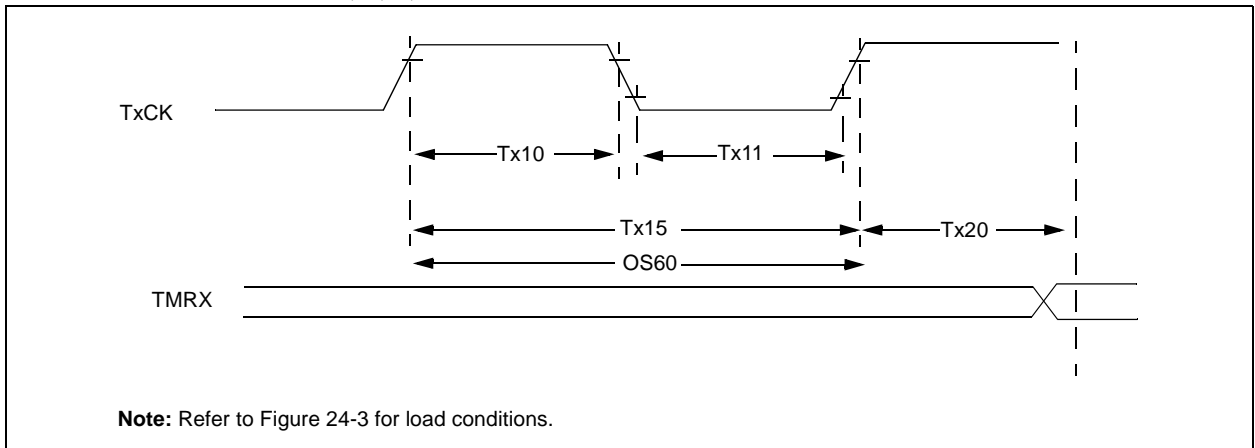 TxCK
Tx10
Tx11
Tx15
Tx20
OS60
TMRX
Note: Refer to Figure 24-3 for load conditions.